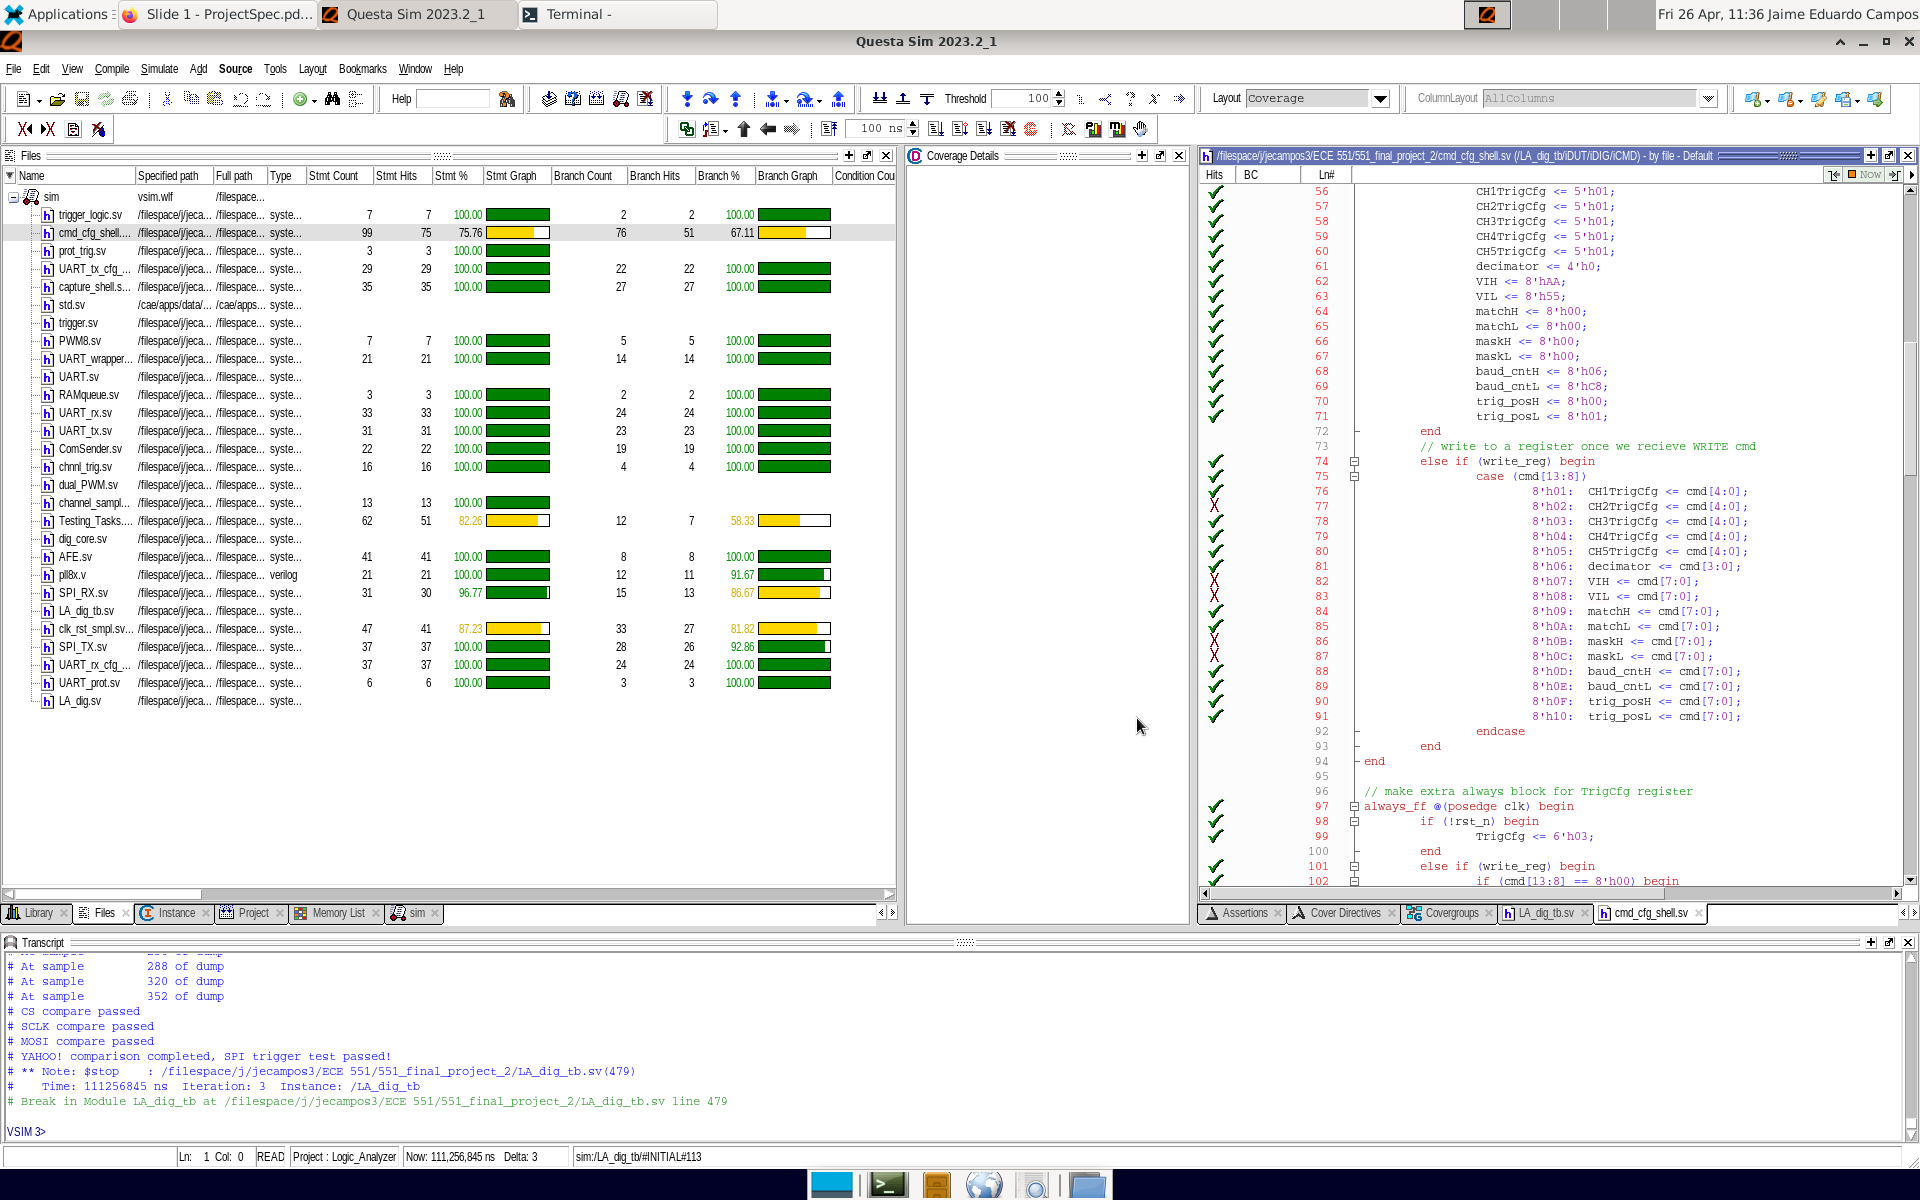 Applications Slide 1 - ProjectSpec.pd... Questa Sim 2023.2_1 Terminal - Fri 26 Apr, 11:36 Jaime Eduardo Campos
Questa Sim 2023.2_1
File Edit View Compile Simulate Add Source Tools Layout Bookmarks Window Help
Help Threshold 100 Layout Coverage ColumnLayout AllColumns
100 ns
Files
Name Specified path Full path Type Stmt Count Stmt Hits Stmt % Stmt Graph Branch Count Branch Hits Branch % Branch Graph Condition Cou
sim vsim.wlf /filespace...
trigger_logic.sv /filespace/j/jeca... /filespace... syste... 7 7 100.00 2 2 100.00
cmd_cfg_shell.... /filespace/j/jeca... /filespace... syste... 99 75 75.76 76 51 67.11
prot_trig.sv /filespace/j/jeca... /filespace... syste... 3 3 100.00
UART_tx_cfg_... /filespace/j/jeca... /filespace... syste... 29 29 100.00 22 22 100.00
capture_shell.s... /filespace/j/jeca... /filespace... syste... 35 35 100.00 27 27 100.00
std.sv /cae/apps/data/... /cae/apps... syste...
trigger.sv /filespace/j/jeca... /filespace... syste...
PWM8.sv /filespace/j/jeca... /filespace... syste... 7 7 100.00 5 5 100.00
UART_wrapper... /filespace/j/jeca... /filespace... syste... 21 21 100.00 14 14 100.00
UART.sv /filespace/j/jeca... /filespace... syste...
RAMqueue.sv /filespace/j/jeca... /filespace... syste... 3 3 100.00 2 2 100.00
UART_rx.sv /filespace/j/jeca... /filespace... syste... 33 33 100.00 24 24 100.00
UART_tx.sv /filespace/j/jeca... /filespace... syste... 31 31 100.00 23 23 100.00
ComSender.sv /filespace/j/jeca... /filespace... syste... 22 22 100.00 19 19 100.00
chnnl_trig.sv /filespace/j/jeca... /filespace... syste... 16 16 100.00 4 4 100.00
dual_PWM.sv /filespace/j/jeca... /filespace... syste...
channel_sampl... /filespace/j/jeca... /filespace... syste... 13 13 100.00
Testing_Tasks.... /filespace/j/jeca... /filespace... syste... 62 51 82.26 12 7 58.33
dig_core.sv /filespace/j/jeca... /filespace... syste...
AFE.sv /filespace/j/jeca... /filespace... syste... 41 41 100.00 8 8 100.00
pll8x.v /filespace/j/jeca... /filespace... verilog 21 21 100.00 12 11 91.67
SPI_RX.sv /filespace/j/jeca... /filespace... syste... 31 30 96.77 15 13 86.67
LA_dig_tb.sv /filespace/j/jeca... /filespace... syste...
clk_rst_smpl.sv... /filespace/j/jeca... /filespace... syste... 47 41 87.23 33 27 81.82
SPI_TX.sv /filespace/j/jeca... /filespace... syste... 37 37 100.00 28 26 92.86
UART_rx_cfg_... /filespace/j/jeca... /filespace... syste... 37 37 100.00 24 24 100.00
UART_prot.sv /filespace/j/jeca... /filespace... syste... 6 6 100.00 3 3 100.00
LA_dig.sv /filespace/j/jeca... /filespace... syste...
Library Files Instance Project Memory List sim
Coverage Details
/filespace/j/jecampos3/ECE 551/551_final_project_2/cmd_cfg_shell.sv (/LA_dig_tb/iDUT/iDIG/iCMD) - by file - Default
Hits BC Ln# Now
56 CH1TrigCfg <= 5'h01;
57 CH2TrigCfg <= 5'h01;
58 CH3TrigCfg <= 5'h01;
59 CH4TrigCfg <= 5'h01;
60 CH5TrigCfg <= 5'h01;
61 decimator <= 4'h0;
62 VIH <= 8'hAA;
63 VIL <= 8'h55;
64 matchH <= 8'h00;
65 matchL <= 8'h00;
66 maskH <= 8'h00;
67 maskL <= 8'h00;
68 baud_cntH <= 8'h06;
69 baud_cntL <= 8'hC8;
70 trig_posH <= 8'h00;
71 trig_posL <= 8'h01;
72 end
73 // write to a register once we recieve WRITE cmd
74 else if (write_reg) begin
75 case (cmd[13:8])
76 8'h01: CH1TrigCfg <= cmd[4:0];
77 8'h02: CH2TrigCfg <= cmd[4:0];
78 8'h03: CH3TrigCfg <= cmd[4:0];
79 8'h04: CH4TrigCfg <= cmd[4:0];
80 8'h05: CH5TrigCfg <= cmd[4:0];
81 8'h06: decimator <= cmd[3:0];
82 8'h07: VIH <= cmd[7:0];
83 8'h08: VIL <= cmd[7:0];
84 8'h09: matchH <= cmd[7:0];
85 8'h0A: matchL <= cmd[7:0];
86 8'h0B: maskH <= cmd[7:0];
87 8'h0C: maskL <= cmd[7:0];
88 8'h0D: baud_cntH <= cmd[7:0];
89 8'h0E: baud_cntL <= cmd[7:0];
90 8'h0F: trig_posH <= cmd[7:0];
91 8'h10: trig_posL <= cmd[7:0];
92 endcase
93 end
94 end
95
96 // make extra always block for TrigCfg register
97 always_ff @(posedge clk) begin
98 if (!rst_n) begin
99 TrigCfg <= 6'h03;
100 end
101 else if (write_reg) begin
102 if (cmd[13:8] == 8'h00) begin
Assertions Cover Directives Covergroups LA_dig_tb.sv cmd_cfg_shell.sv
Transcript
# At sample 288 of dump
# At sample 320 of dump
# At sample 352 of dump
# CS compare passed
# SCLK compare passed
# MOSI compare passed
# YAHOO! comparison completed, SPI trigger test passed!
# ** Note: $stop : /filespace/j/jecampos3/ECE 551/551_final_project_2/LA_dig_tb.sv(479)
# Time: 111256845 ns Iteration: 3 Instance: /LA_dig_tb
# Break in Module LA_dig_tb at /filespace/j/jecampos3/ECE 551/551_final_project_2/LA_dig_tb.sv line 479
VSIM 3>
Ln: 1 Col: 0 READ Project : Logic_Analyzer Now: 111,256,845 ns Delta: 3 sim:/LA_dig_tb/#INITIAL#113